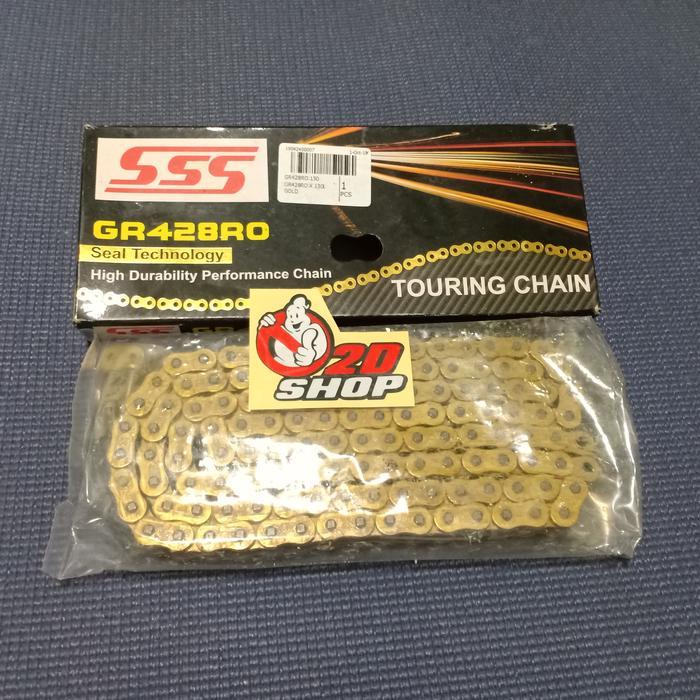 SSS
GR428RO
Seal Technology
High Durability Performance Chain
TOURING CHAIN
GR428RO:130
GR428RO X 130L
GOLD
1
PCS
2D
SHOP
SSS